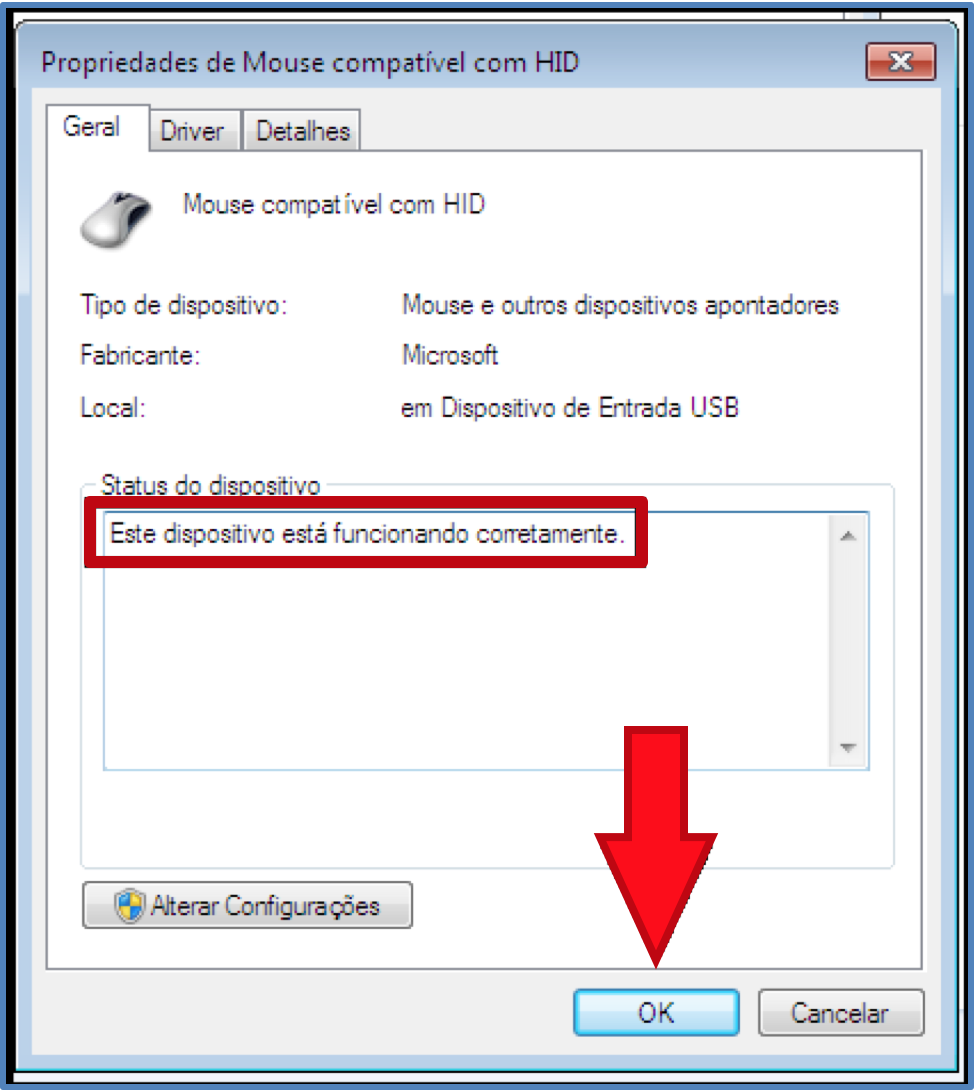 Propriedades de Mouse compatível com HID
Geral Driver Detalhes
Mouse compatível com HID
Tipo de dispositivo: Mouse e outros dispositivos apontadores
Fabricante: Microsoft
Local: em Dispositivo de Entrada USB
Status do dispositivo
Este dispositivo está funcionando corretamente.
Alterar Configurações
OK Cancelar